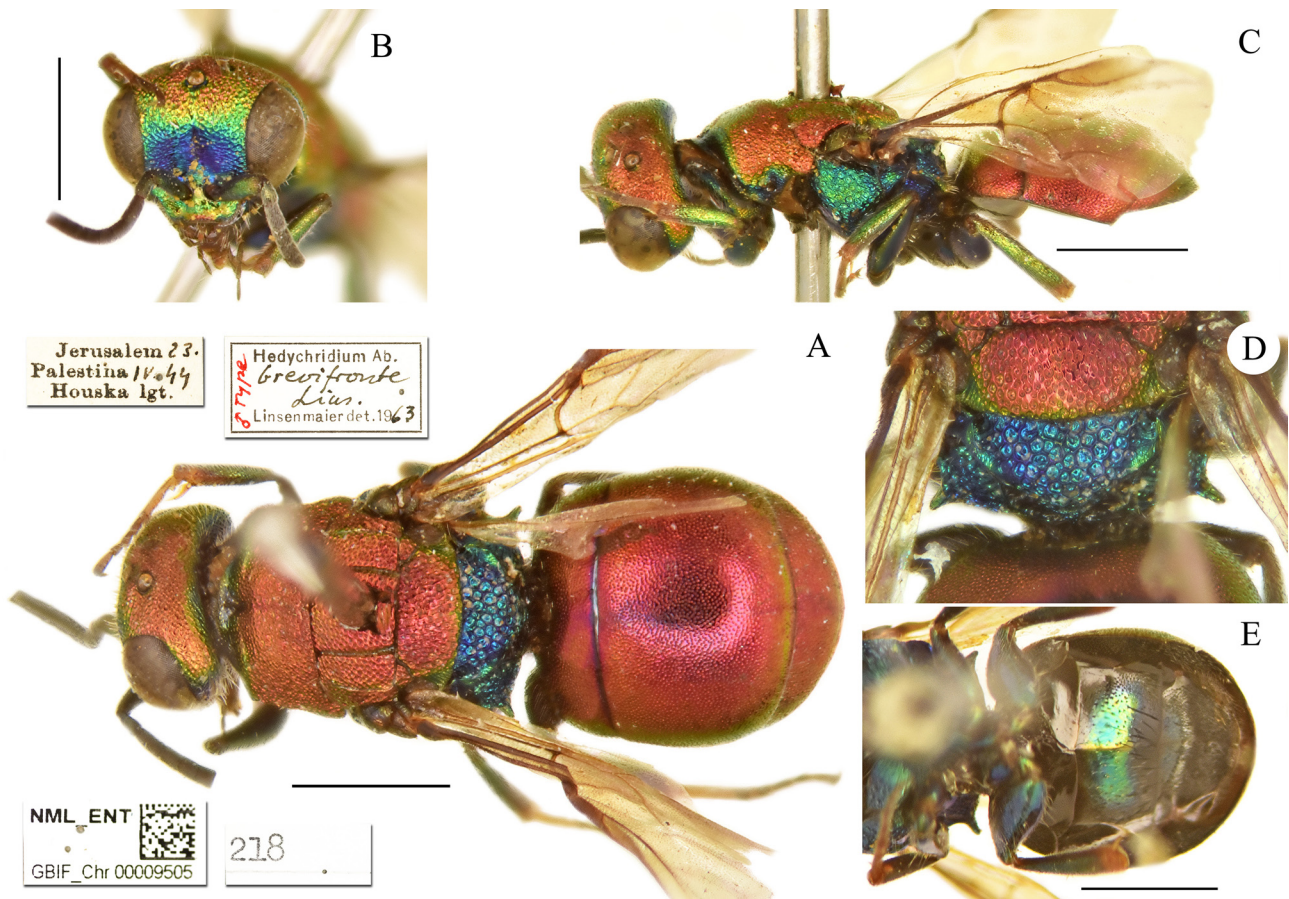 B
C
Jerusalem 23.
Palestina IV.44
Houska lgt.
♂ Type
Hedychridium Ab.
brevifronte
Lins.
Linsenmaier det. 1963
A
D
E
NML_ENT
GBIF_Chr 00009505
218